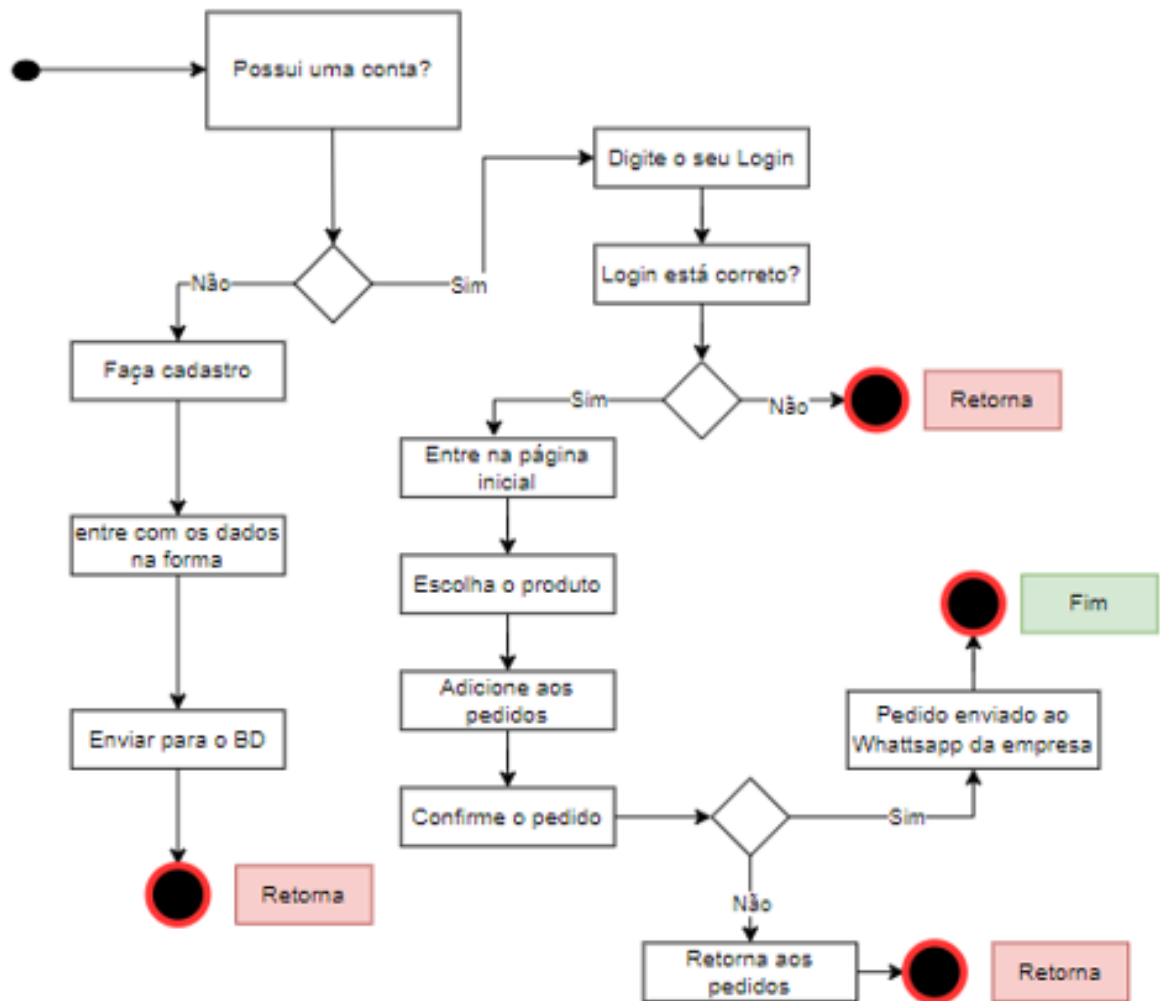 Possui uma conta?
Digite o seu Login
Login está correto?
Não
Sim
Faça cadastro
Sim
Não
Retorna
Entre na página
inicial
entre com os dados
na forma
Escolha o produto
Fim
Adicione aos
pedidos
Enviar para o BD
Pedido enviado ao
Whattsapp da empresa
Confirme o pedido
Sim
Retorna
Não
Retorna aos
pedidos
Retorna